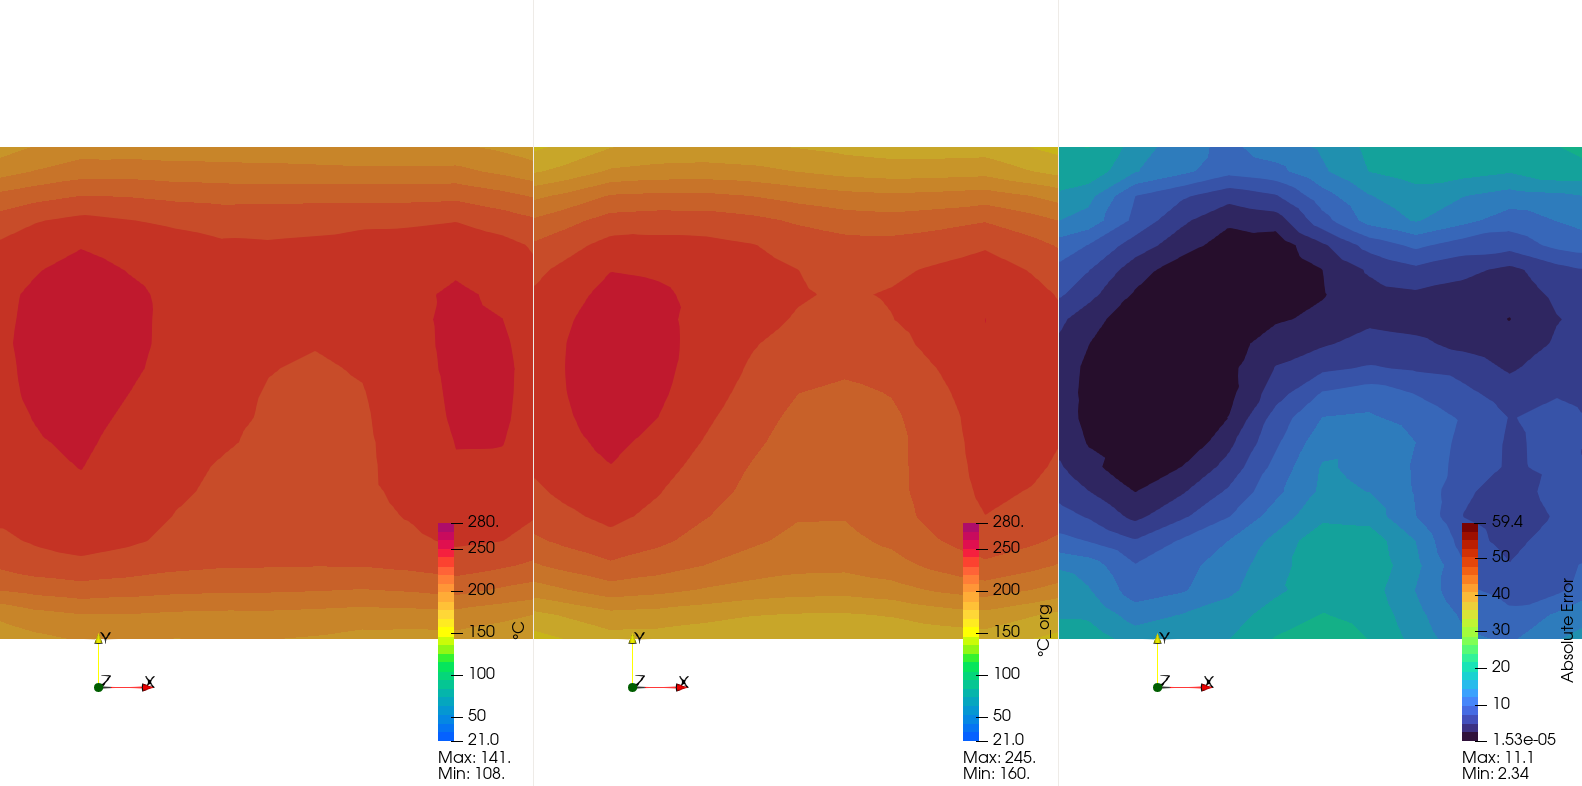 280.
250
200
150
100
50
21.0
°C
Max: 141.
Min: 108.
Y
Z
X
280.
250
200
150
100
50
21.0
°C_org
Max: 245.
Min: 160.
Y
Z
X
59.4
50
40
30
20
10
1.53e-05
Absolute Error
Max: 11.1
Min: 2.34
Y
Z
X